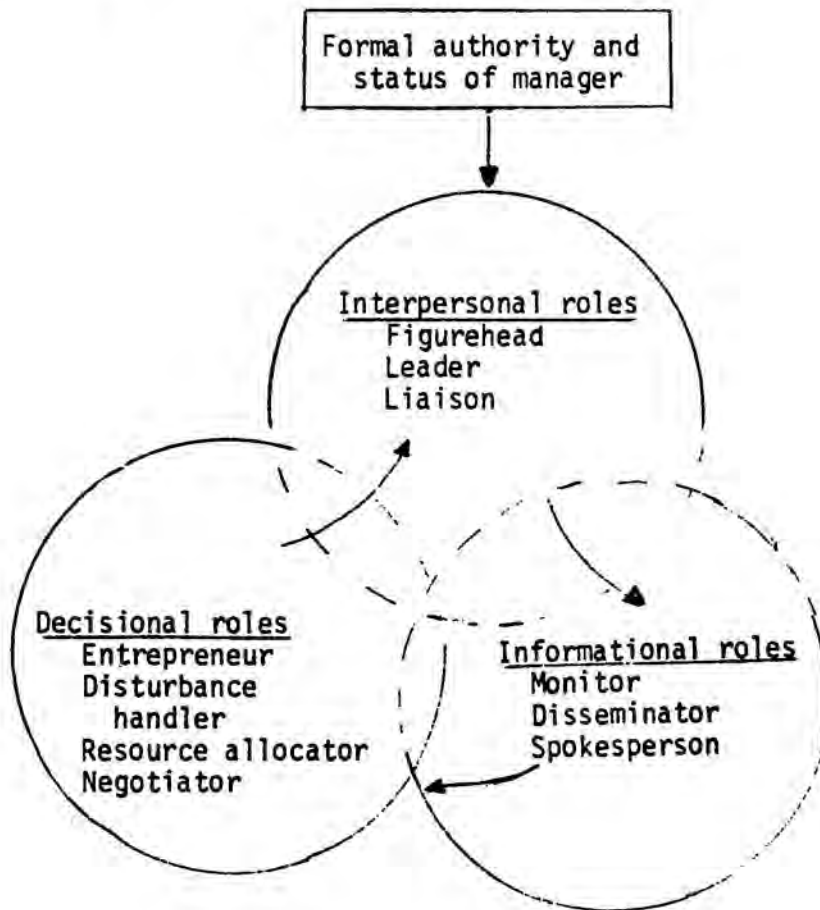 Formal authority and
status of manager
Interpersonal roles
Figurehead
Leader
Liaison
Decisional roles
Entrepreneur
Disturbance
handler
Resource allocator
Negotiator
Informational roles
Monitor
Disseminator
Spokesperson